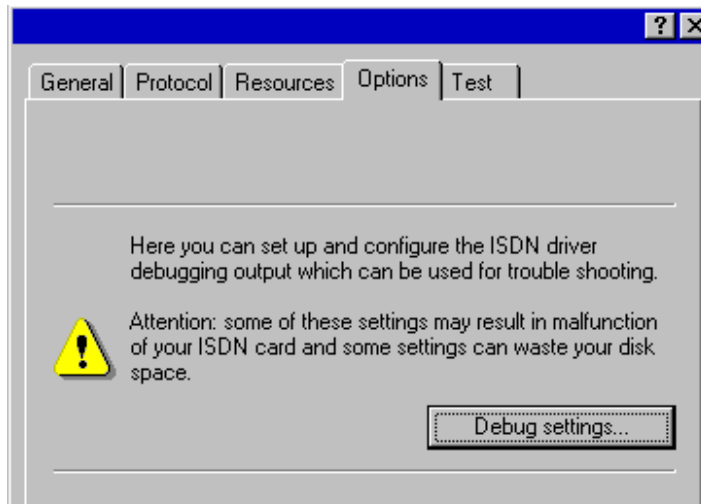 General Protocol Resources Options Test
Here you can set up and configure the ISDN driver
debugging output which can be used for trouble shooting.
Attention: some of these settings may result in malfunction
of your ISDN card and some settings can waste your disk
space.
Debug settings...